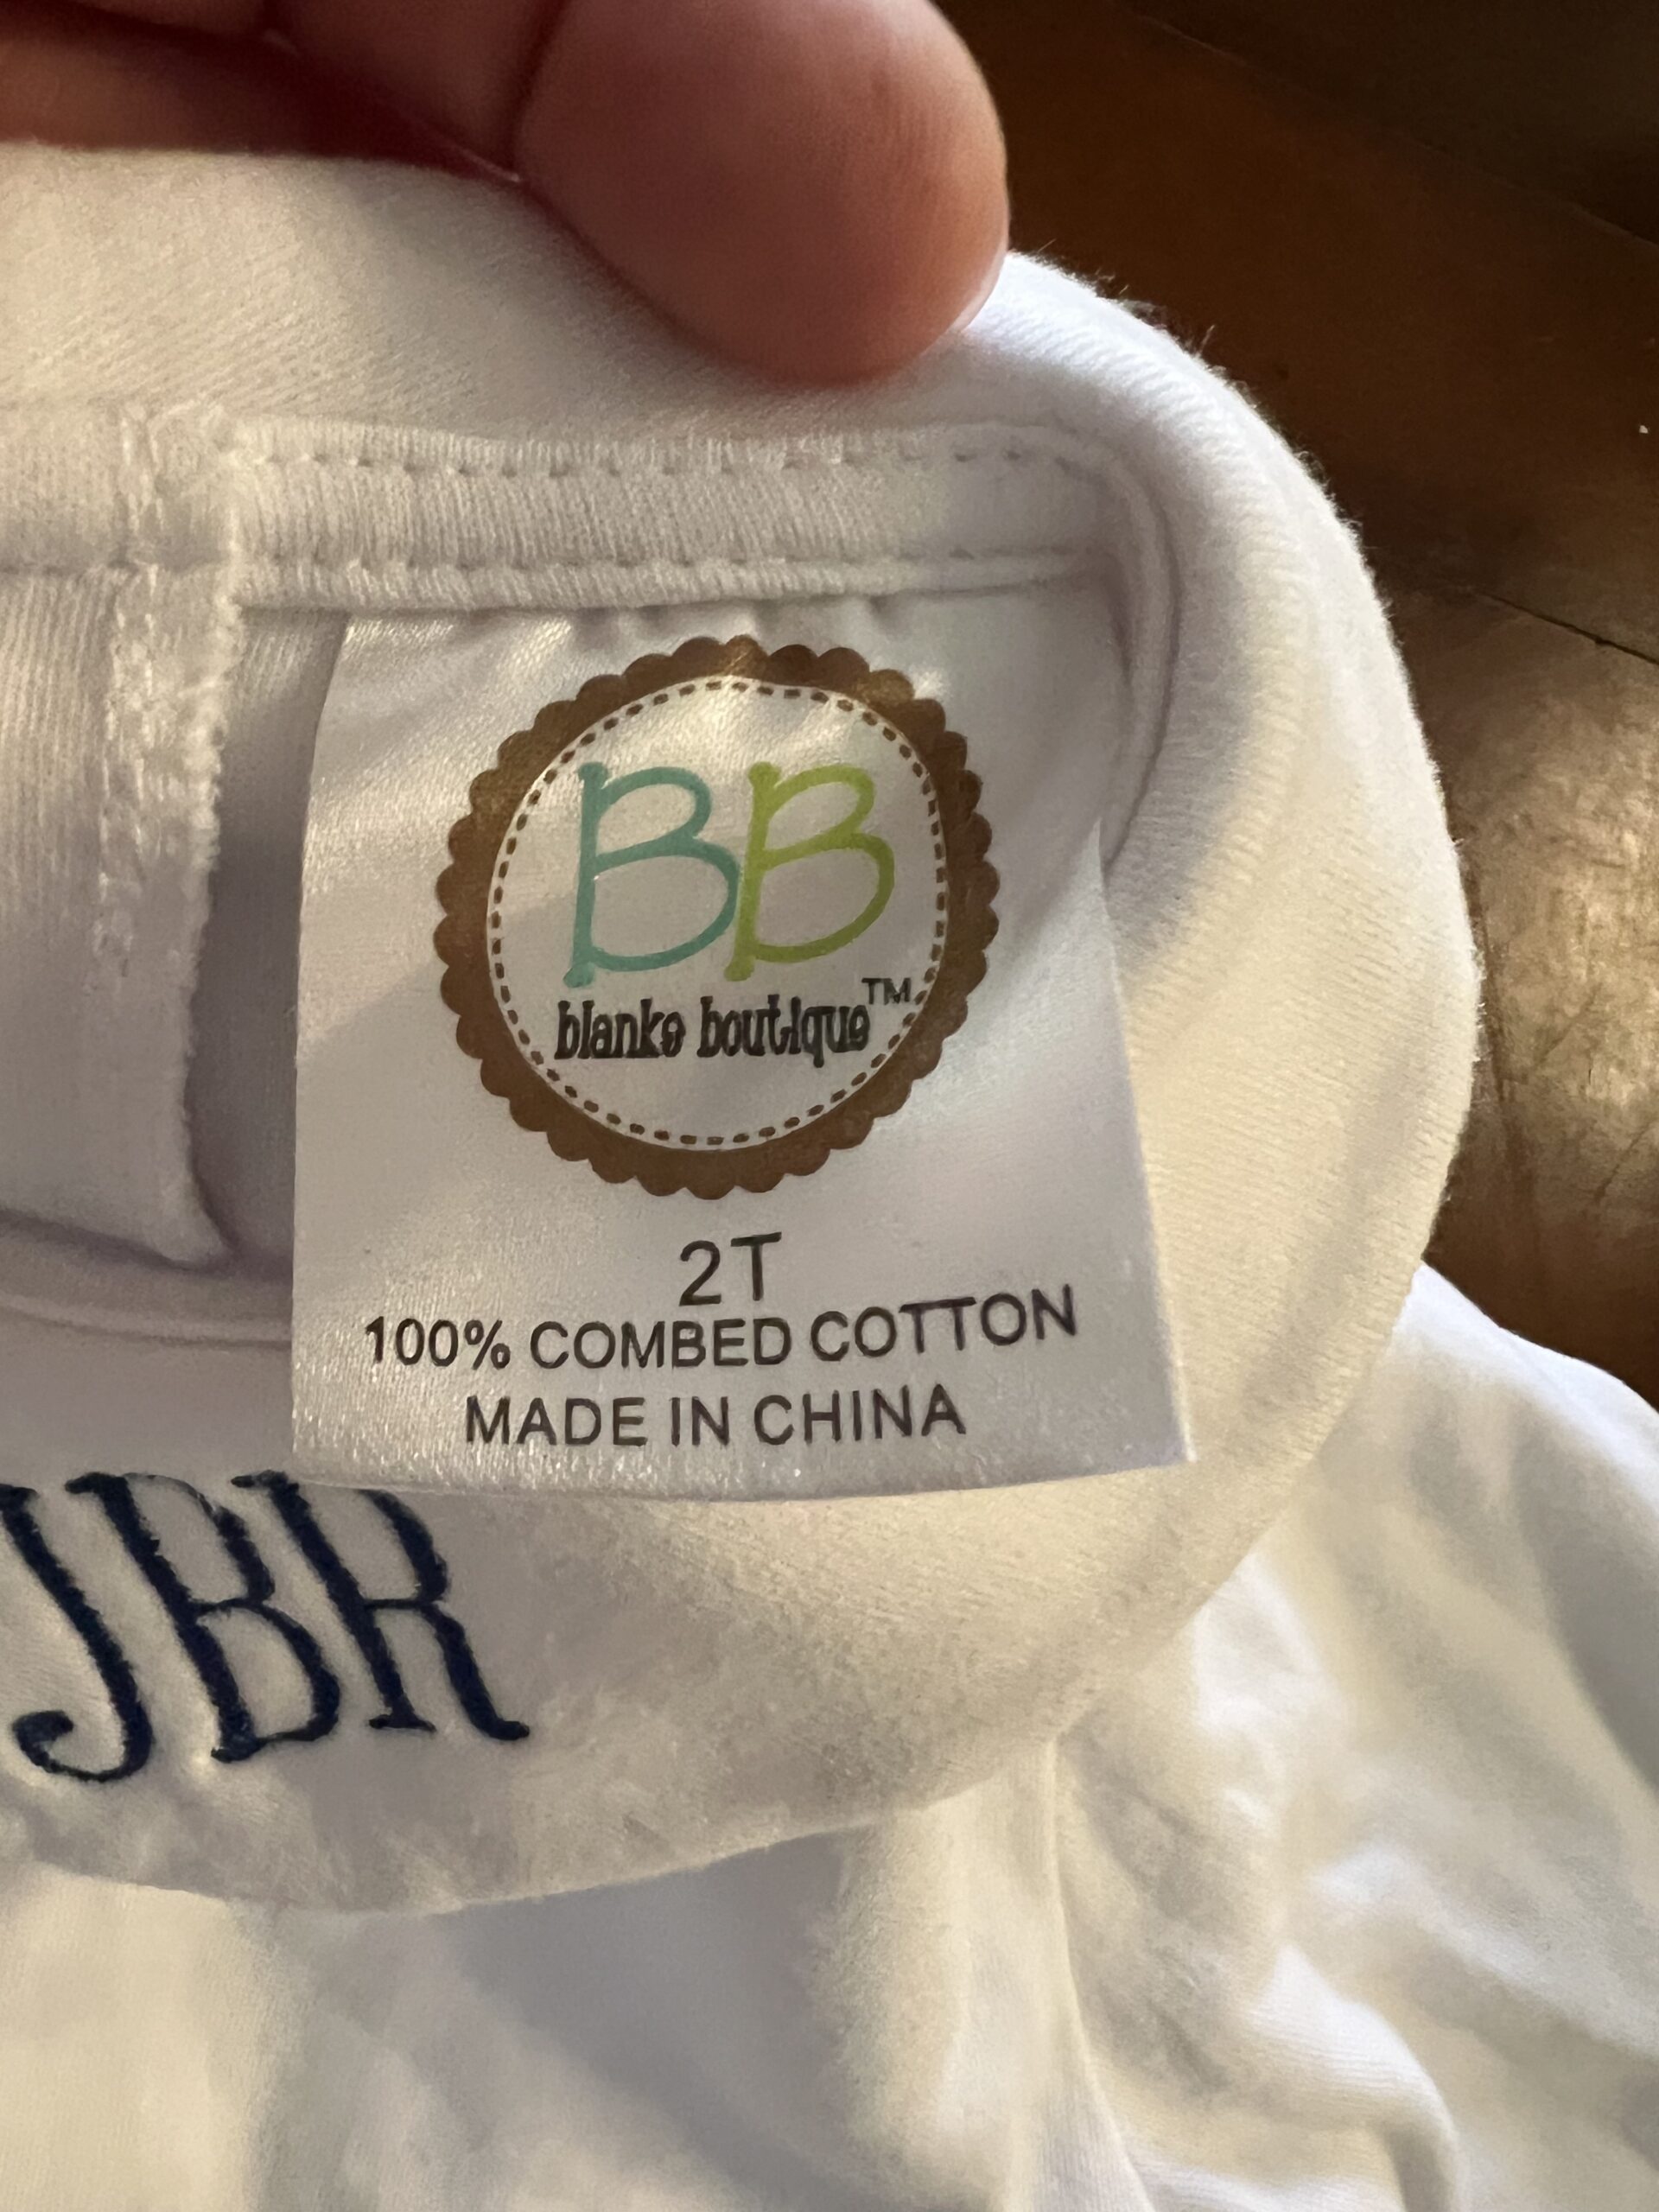 BB
blanks boutique™
2T
100% COMBED COTTON
MADE IN CHINA
JBR